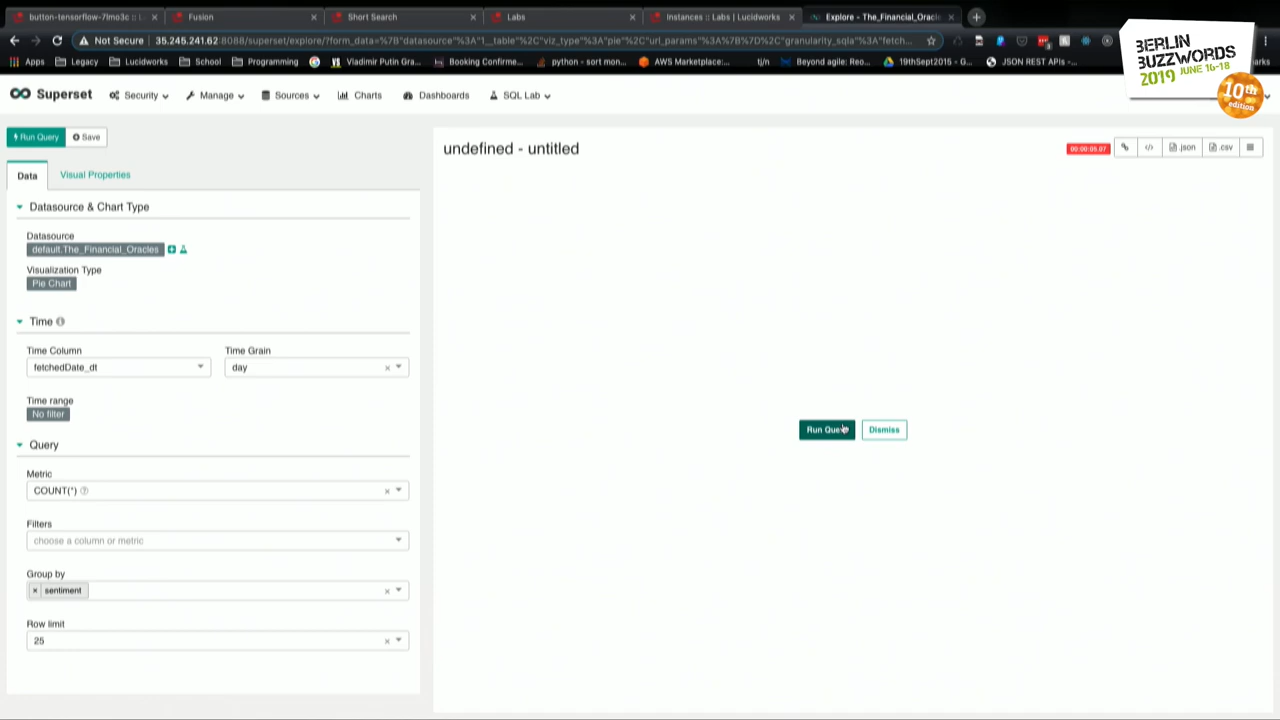 button-tensorflow-7lmo3c :: L
Fusion
Short Search
Labs
Instances :: Labs | Lucidworks
Explore - The_Financial_Oracle
Not Secure
35.245.241.62:8088/superset/explore/?form_data=%7B"datasource"%3A"1__table"%2C"viz_type"%3A"pie"%2C"url_params"%3A%7B%7D%2C"granularity_sqla"%3A"fetch...
Apps
Legacy
Lucidworks
School
Programming
Vladimir Putin Gra...
Booking Confirme...
python - sort mon...
AWS Marketplace:...
tj/n
Beyond agile: Reo...
19thSept2015 - G...
JSON REST APIs -...
BERLIN
BUZZWORDS
2019 JUNE 16-18
10th
edition
Superset
Security
Manage
Sources
Charts
Dashboards
SQL Lab
Run Query
Save
undefined - untitled
00:00:05.07
.json
.csv
Data
Visual Properties
Datasource & Chart Type
Datasource
default.The_Financial_Oracles
Visualization Type
Pie Chart
Time
Time Column
Time Grain
fetchedDate_dt
day
Time range
No filter
Run Query
Dismiss
Query
Metric
COUNT(*)
Filters
choose a column or metric
Group by
sentiment
Row limit
25